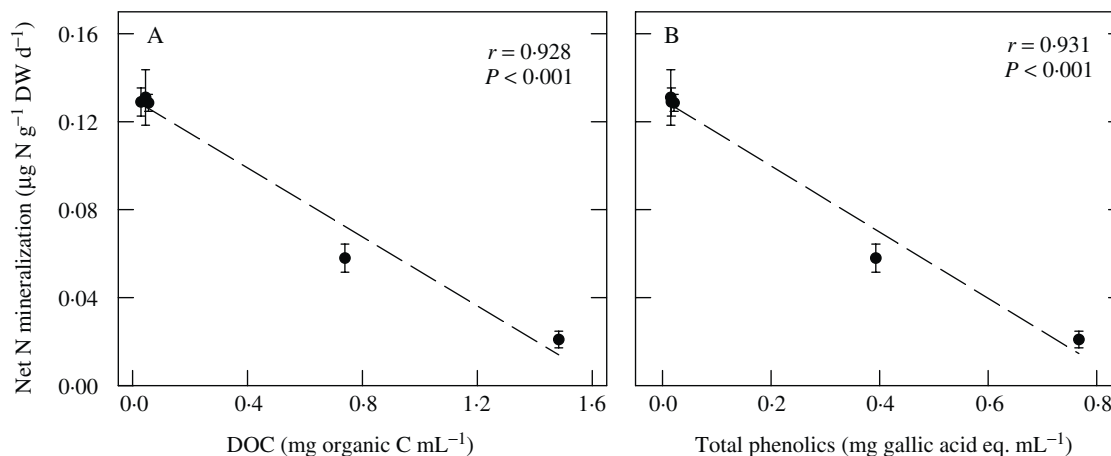 A
r = 0·928
P < 0·001
B
r = 0·931
P < 0·001
Net N mineralization (µg N g⁻¹ DW d⁻¹)
0·16
0·12
0·08
0·04
0·00
0·0 0·4 0·8 1·2 1·6
0·0 0·2 0·4 0·6 0·8
DOC (mg organic C mL⁻¹)
Total phenolics (mg gallic acid eq. mL⁻¹)